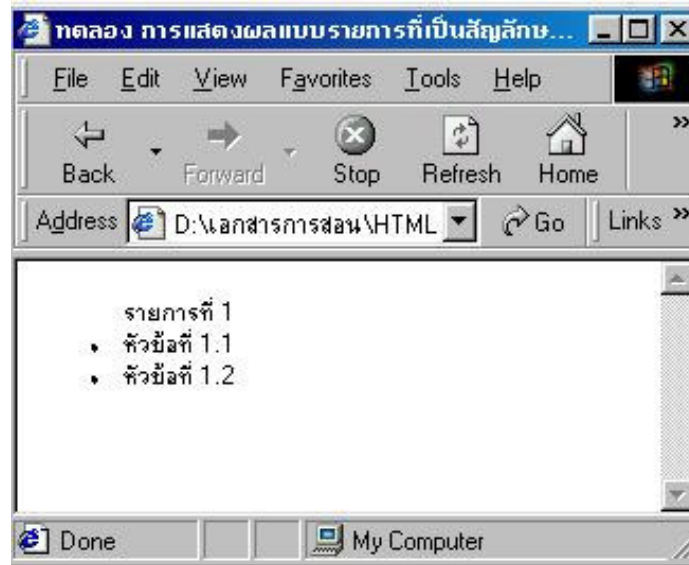 ทดลอง การแสดงผลแบบรายการที่เป็นสัญลักษ...
File Edit View Favorites Tools Help
Back Forward Stop Refresh Home »
Address D:\เอกสารการสอน\HTML Go Links »
รายการที่ 1
• หัวข้อที่ 1.1
• หัวข้อที่ 1.2
Done My Computer